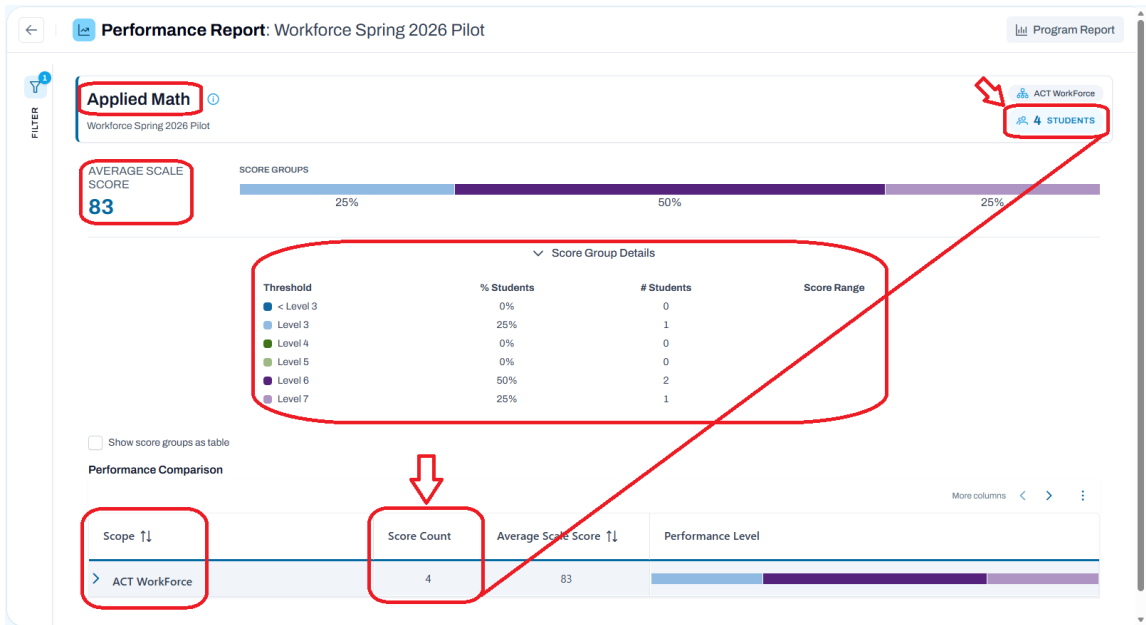 Performance Report: Workforce Spring 2026 Pilot
Program Report
1
FILTER
Applied Math
Workforce Spring 2026 Pilot
ACT WorkForce
4 STUDENTS
AVERAGE SCALE
SCORE
83
SCORE GROUPS
25% 50% 25%
Score Group Details
Threshold % Students # Students Score Range
< Level 3 0% 0
Level 3 25% 1
Level 4 0% 0
Level 5 0% 0
Level 6 50% 2
Level 7 25% 1
Show score groups as table
Performance Comparison
More columns
Scope Score Count Average Scale Score Performance Level
ACT WorkForce 4 83